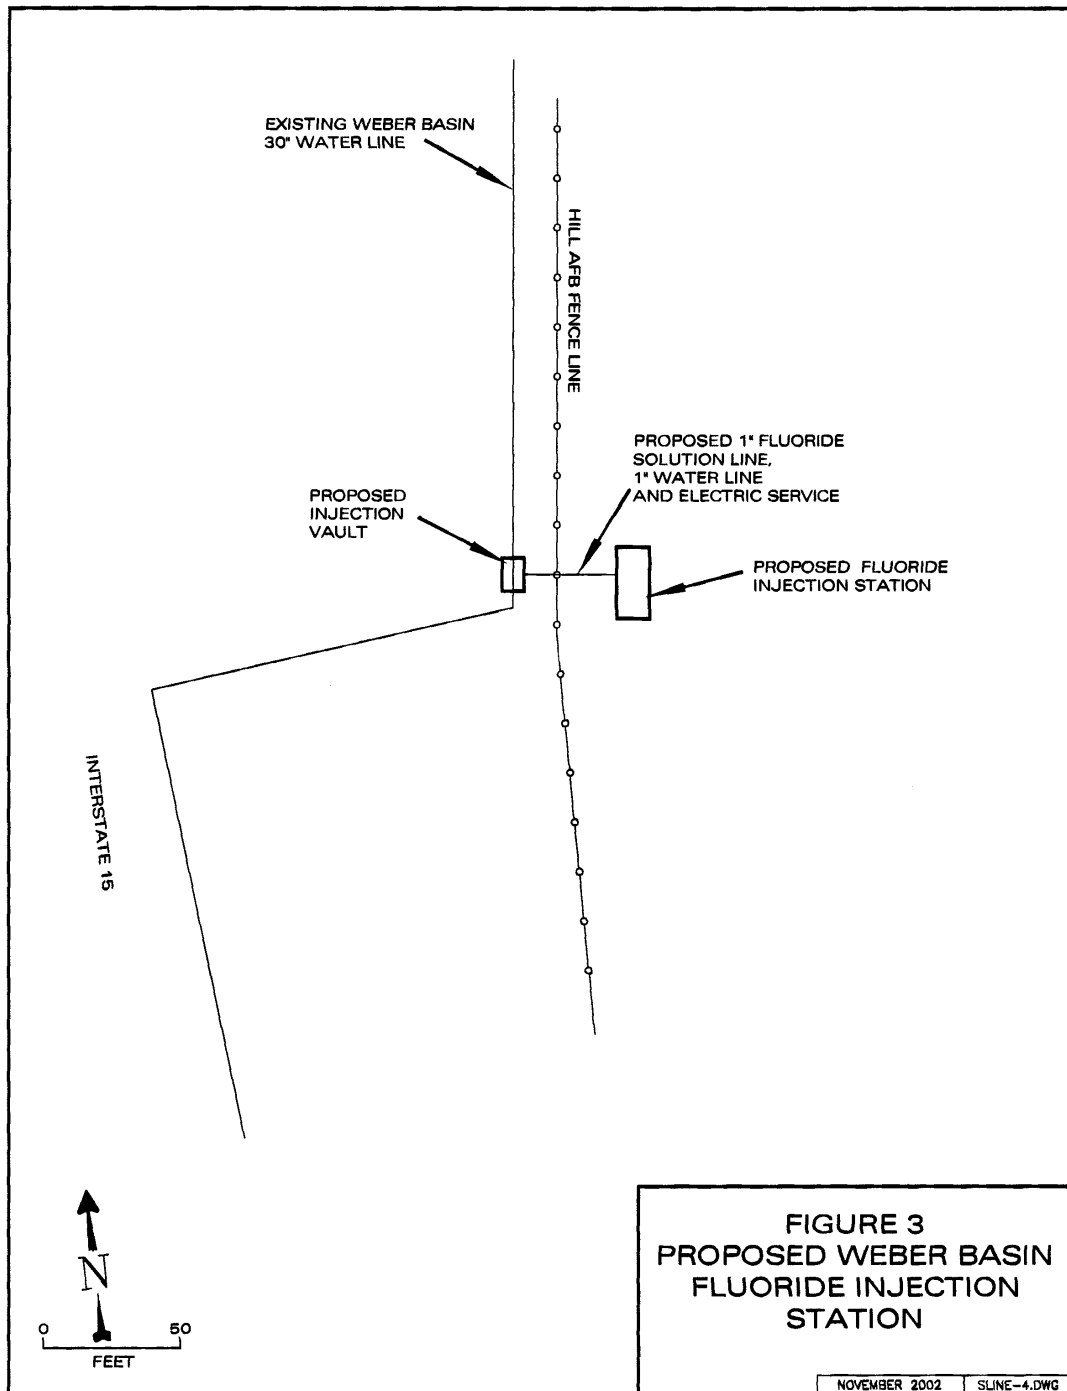 EXISTING WEBER BASIN
30" WATER LINE
HILL AFB FENCE LINE
PROPOSED 1" FLUORIDE
SOLUTION LINE,
1" WATER LINE
AND ELECTRIC SERVICE
PROPOSED
INJECTION
VAULT
PROPOSED FLUORIDE
INJECTION STATION
INTERSTATE 15
N
0 50
FEET
FIGURE 3
PROPOSED WEBER BASIN
FLUORIDE INJECTION
STATION
NOVEMBER 2002 SLINE-4.DWG